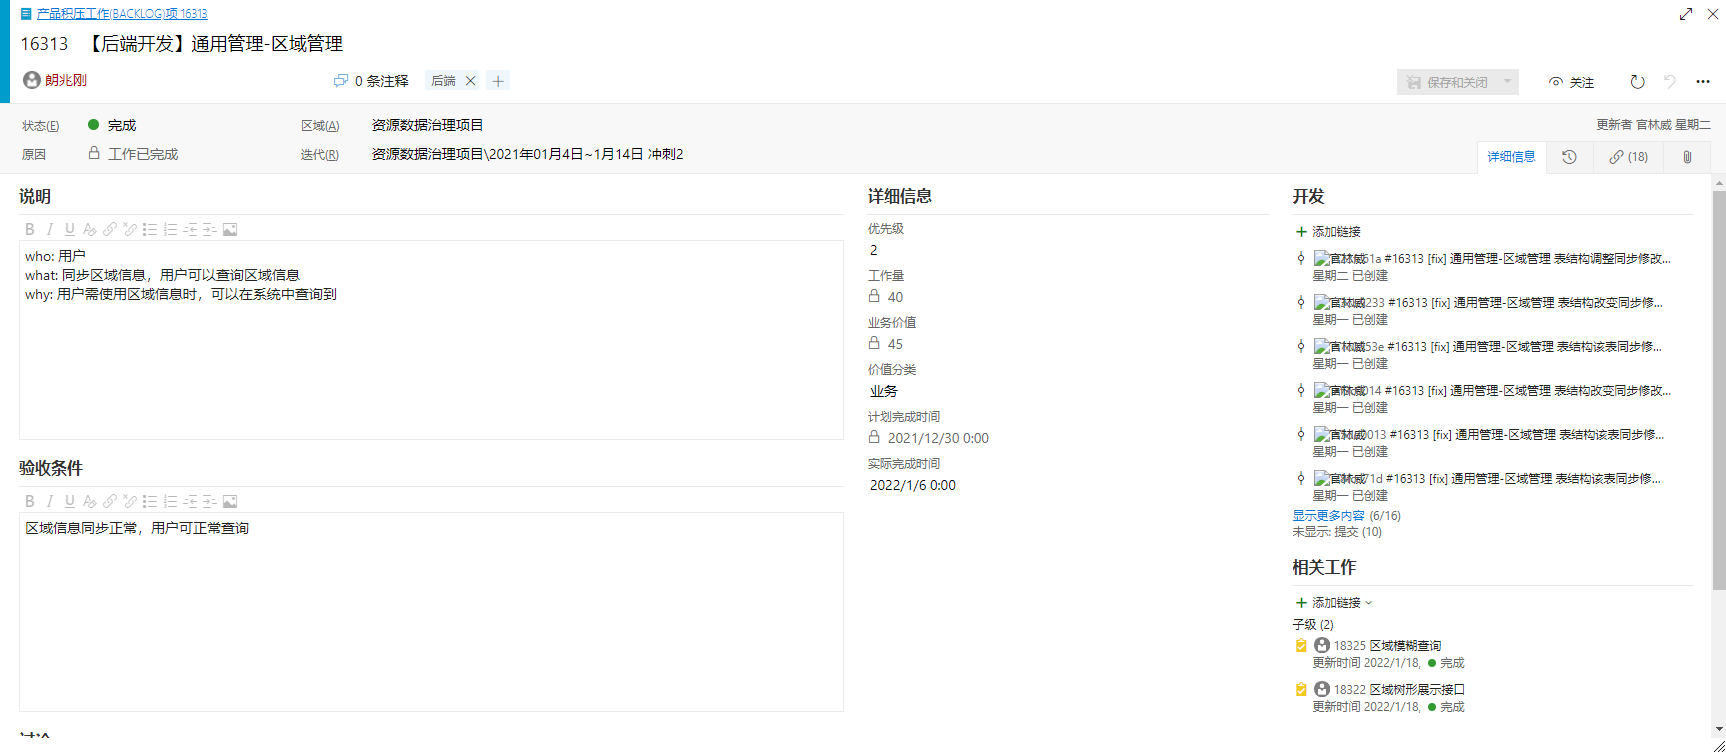 产品积压工作(BACKLOG)项 16313
16313 【后端开发】通用管理-区域管理
朗兆刚
0 条注释
后端
保存和关闭
关注
状态(E)
完成
区域(A)
资源数据治理项目
更新者 官林威 星期二
原因
工作已完成
迭代(R)
资源数据治理项目\2021年01月4日~1月14日 冲刺2
详细信息
(18)
说明
who: 用户
what: 同步区域信息，用户可以查询区域信息
why: 用户需使用区域信息时，可以在系统中查询到
验收条件
区域信息同步正常，用户可正常查询
详细信息
优先级
2
工作量
40
业务价值
45
价值分类
业务
计划完成时间
2021/12/30 0:00
实际完成时间
2022/1/6 0:00
开发
添加链接
官林威 #16313 [fix] 通用管理-区域管理 表结构调整同步修改...
星期二 已创建
官林威 #16313 [fix] 通用管理-区域管理 表结构改变同步修...
星期一 已创建
官林威 #16313 [fix] 通用管理-区域管理 表结构该表同步修...
星期一 已创建
官林威 #16313 [fix] 通用管理-区域管理 表结构改变同步修改...
星期一 已创建
官林威 #16313 [fix] 通用管理-区域管理 表结构该表同步修...
星期一 已创建
官林威 #16313 [fix] 通用管理-区域管理 表结构该表同步修...
星期一 已创建
显示更多内容 (6/16)
未显示: 提交 (10)
相关工作
添加链接
子级 (2)
18325 区域模糊查询
更新时间 2022/1/18, 完成
18322 区域树形展示接口
更新时间 2022/1/18, 完成